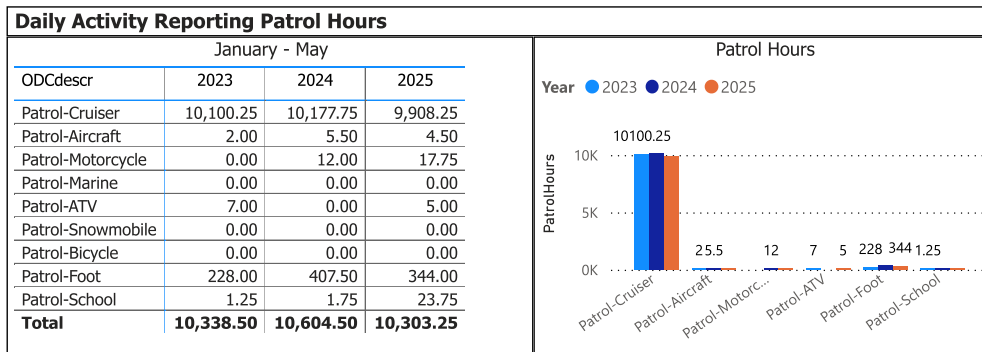 Daily Activity Reporting Patrol Hours
January - May
ODCdescr 2023 2024 2025
Patrol-Cruiser 10,100.25 10,177.75 9,908.25
Patrol-Aircraft 2.00 5.50 4.50
Patrol-Motorcycle 0.00 12.00 17.75
Patrol-Marine 0.00 0.00 0.00
Patrol-ATV 7.00 0.00 5.00
Patrol-Snowmobile 0.00 0.00 0.00
Patrol-Bicycle 0.00 0.00 0.00
Patrol-Foot 228.00 407.50 344.00
Patrol-School 1.25 1.75 23.75
Total 10,338.50 10,604.50 10,303.25
Patrol Hours
Year 2023 2024 2025
PatrolHours
10100.25
10K
5K
25.5 12 7 5 228 344 1.25
0K
Patrol-Cruiser Patrol-Aircraft Patrol-Motorc... Patrol-ATV Patrol-Foot Patrol-School